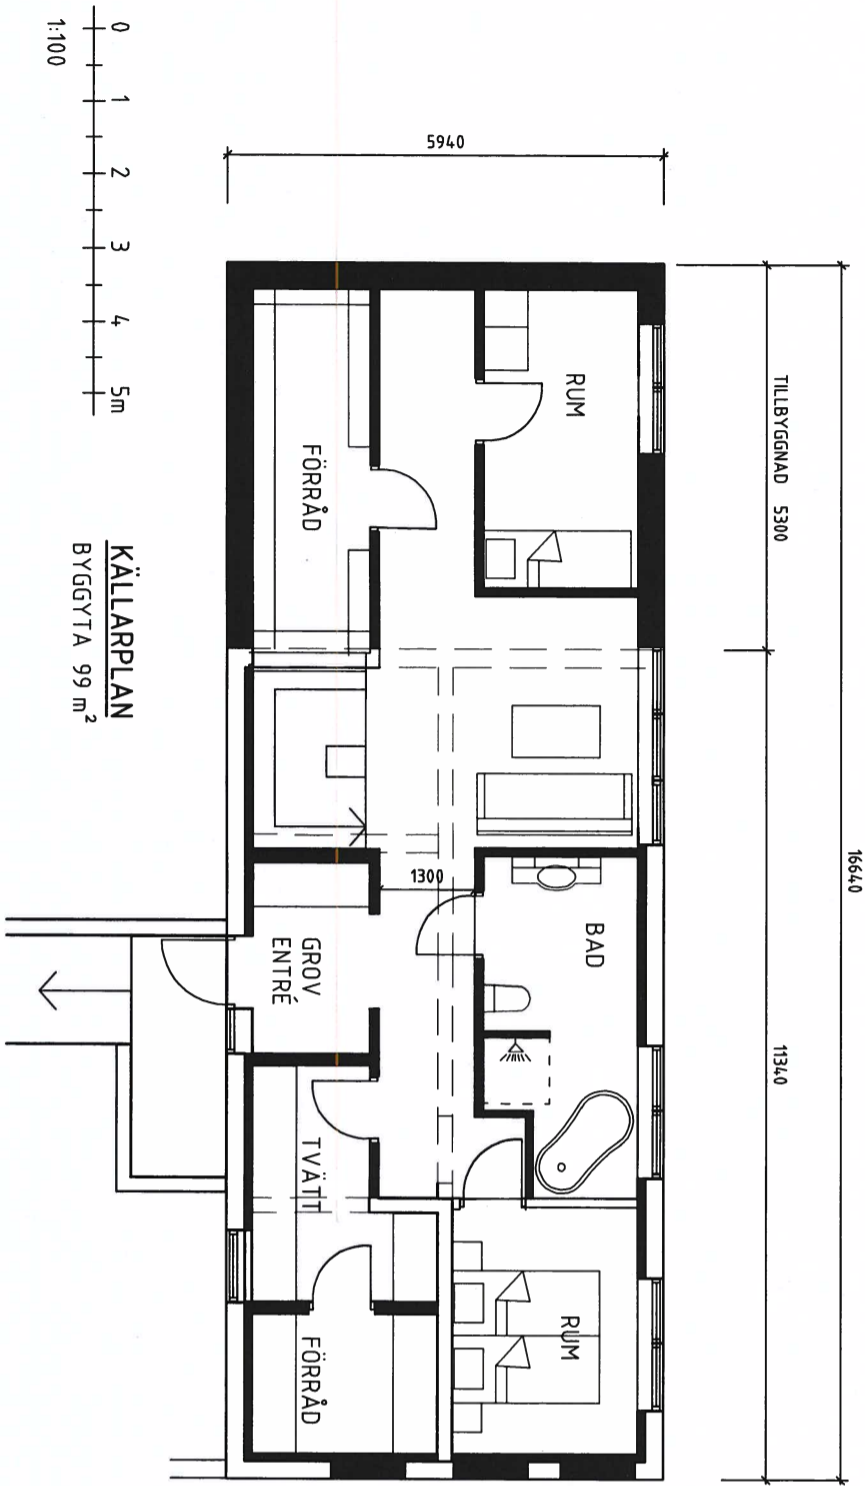 16640
TILLBYGGNAD 5300
11340
5940
RUM
BAD
RUM
1300
FÖRRÅD
GROV
ENTRÉ
TVÄTT
FÖRRÅD
KÄLLARPLAN
BYGGYTA 99 m²
0 1 2 3 4 5m
1:100